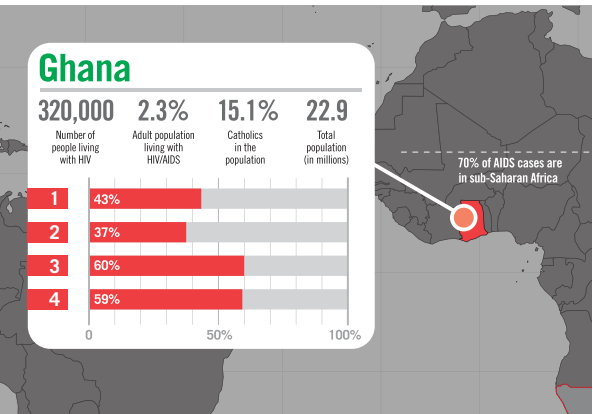 Ghana
320,000
2.3%
15.1%
22.9
Number of
people living
with HIV
Adult population
living with
HIV/AIDS
Catholics
in the
population
Total
population
(in millions)
70% of AIDS cases are
in sub-Saharan Africa
1
43%
2
37%
3
60%
4
59%
0
50%
100%